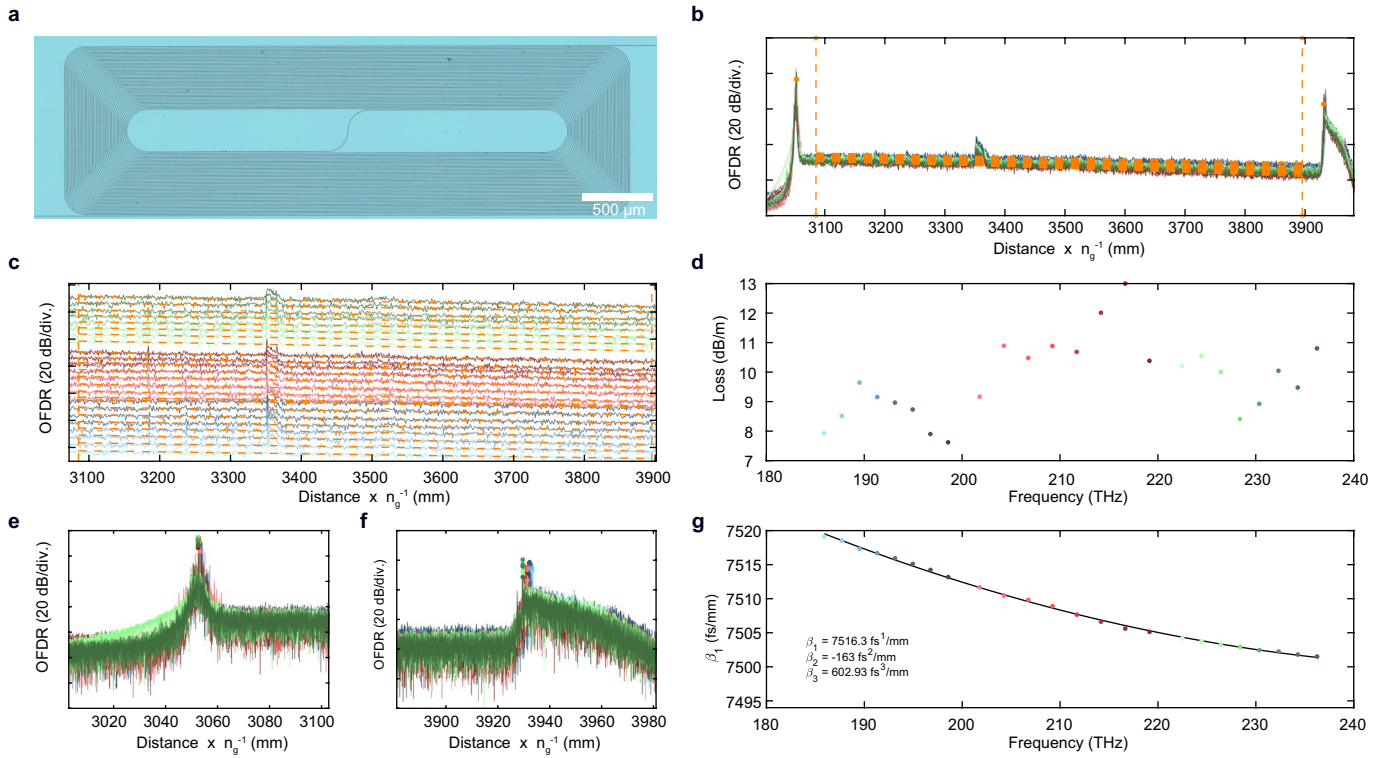 a
500 µm
b
OFDR (20 dB/div.)
3100 3200 3300 3400 3500 3600 3700 3800 3900
Distance x n_g^-1 (mm)
c
OFDR (20 dB/div.)
3100 3200 3300 3400 3500 3600 3700 3800 3900
Distance x n_g^-1 (mm)
d
Loss (dB/m)
13
12
11
10
9
8
7
180 190 200 210 220 230 240
Frequency (THz)
e
OFDR (20 dB/div.)
3020 3040 3060 3080 3100
Distance x n_g^-1 (mm)
f
OFDR (20 dB/div.)
3900 3920 3940 3960 3980
Distance x n_g^-1 (mm)
g
β_1 (fs/mm)
7520
7515
7510
7505
7500
7495
β_1 = 7516.3 fs^1/mm
β_2 = -163 fs^2/mm
β_3 = 602.93 fs^3/mm
180 190 200 210 220 230 240
Frequency (THz)